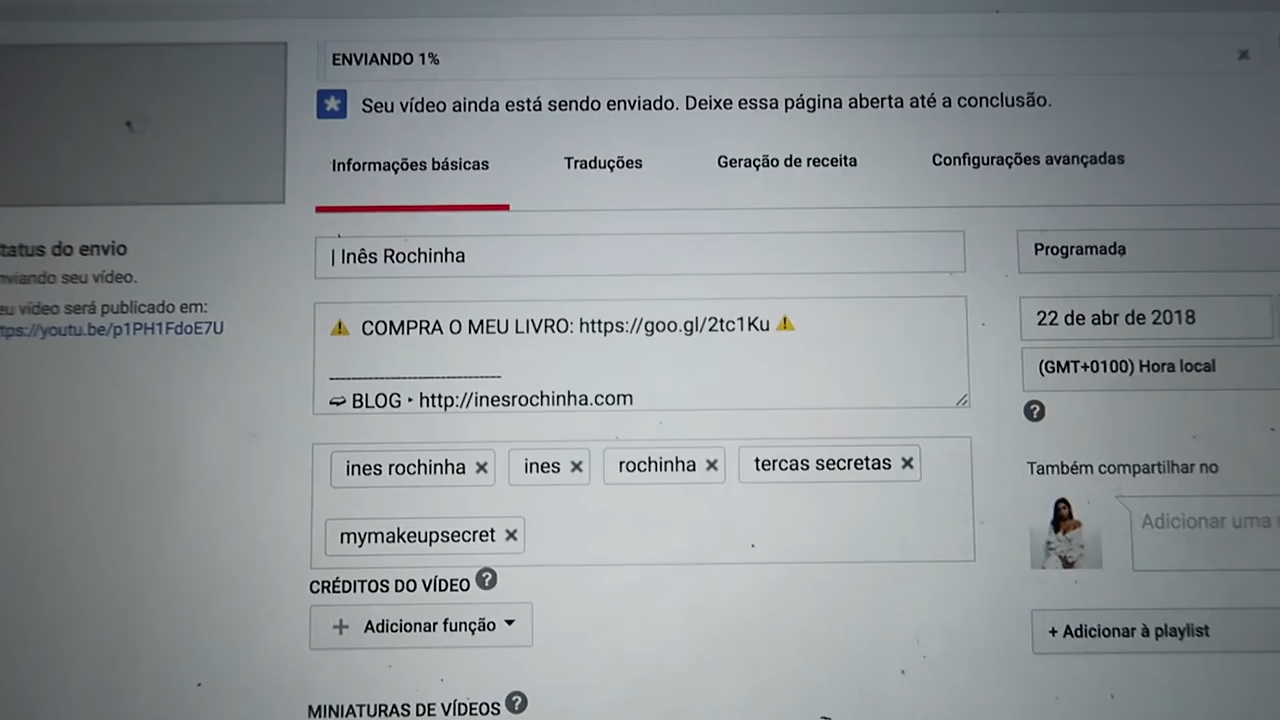 ENVIANDO 1%
Seu vídeo ainda está sendo enviado. Deixe essa página aberta até a conclusão.
Informações básicas
Traduções
Geração de receita
Configurações avançadas
tatus do envio
nviando seu vídeo.
eu vídeo será publicado em:
tps://youtu.be/p1PH1FdoE7U
| Inês Rochinha
⚠ COMPRA O MEU LIVRO: https://goo.gl/2tc1Ku ⚠
➫ BLOG ‣ http://inesrochinha.com
ines rochinha × ines × rochinha × tercas secretas ×
mymakeupsecret ×
CRÉDITOS DO VÍDEO ?
+ Adicionar função
MINIATURAS DE VÍDEOS ?
Programada
22 de abr de 2018
(GMT+0100) Hora local
?
Também compartilhar no
Adicionar uma
+ Adicionar à playlist